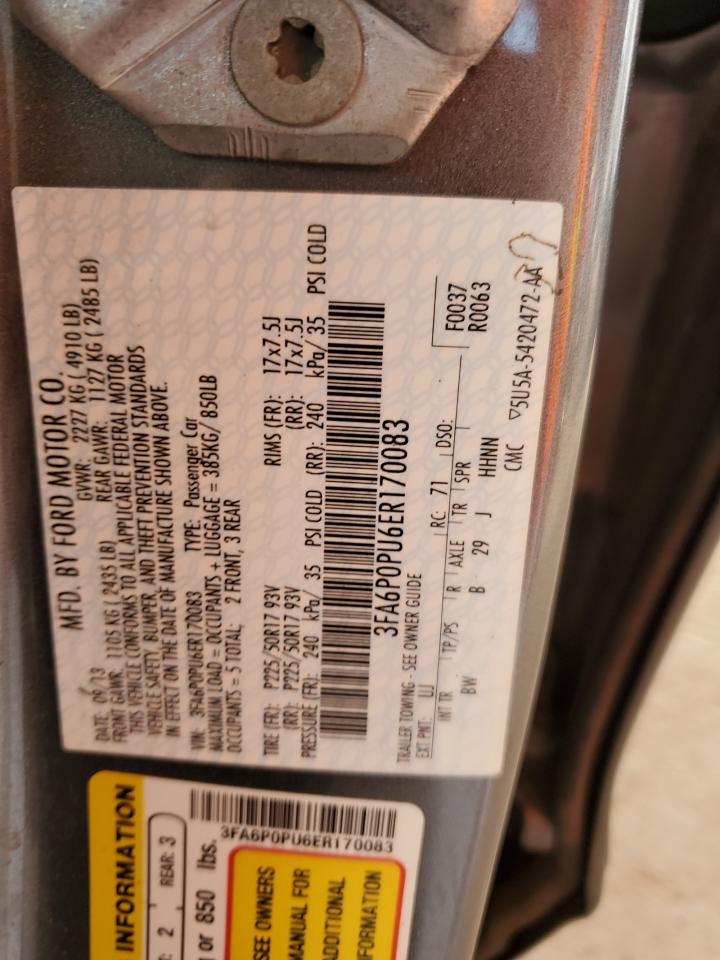 MFD. BY FORD MOTOR CO.
DATE: 09/13 GVWR: 2227 KG ( 4910 LB)
FRONT GAWR: 1105 KG ( 2435 LB) REAR GAWR: 1127 KG ( 2485 LB)
THIS VEHICLE CONFORMS TO ALL APPLICABLE FEDERAL MOTOR
VEHICLE SAFETY, BUMPER, AND THEFT PREVENTION STANDARDS
IN EFFECT ON THE DATE OF MANUFACTURE SHOWN ABOVE.
VIN: 3FA6P0PU6ER170083 TYPE: Passenger Car
MAXIMUM LOAD = OCCUPANTS + LUGGAGE = 385KG/ 850LB
OCCUPANTS = 5 TOTAL; 2 FRONT, 3 REAR
TIRE (FR): P225/50R17 93V RIMS (FR): 17x7.5J
(RR): P225/50R17 93V (RR): 17x7.5J
PRESSURE (FR): 240 kPa/ 35 PSI COLD (RR): 240 kPa/ 35 PSI COLD
3FA6P0PU6ER170083
TRAILER TOWING - SEE OWNER GUIDE
EXT PNT: UJ RC: 71 DSO: F0037
INT TR TP/PS R AXLE TR SPR R0063
BW B 29 J HHNN
CMC ▽5U5A-5420472-AA
37
INFORMATION
2 REAR: 3
or 850 lbs.
3FA6P0PU6ER170083
SEE OWNERS
MANUAL FOR
ADDITIONAL
INFORMATION